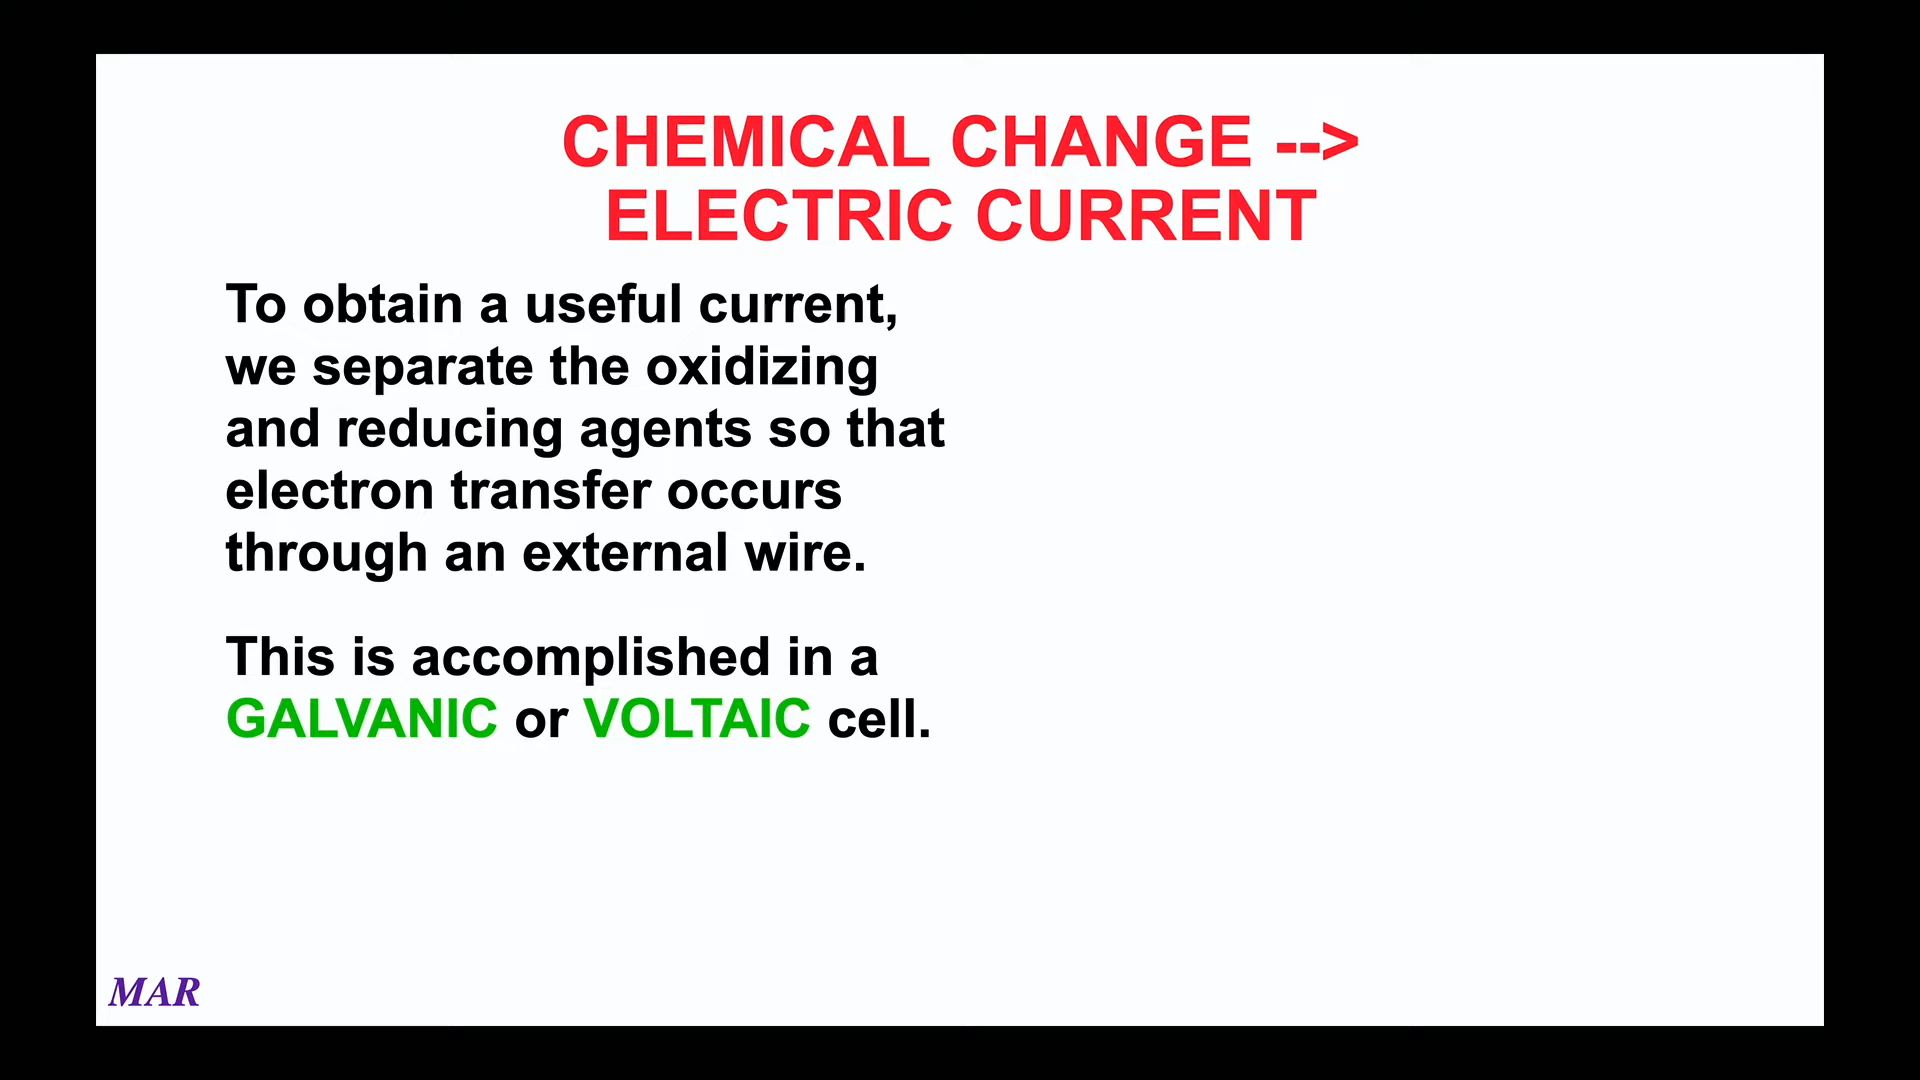 CHEMICAL CHANGE -->
ELECTRIC CURRENT
To obtain a useful current,
we separate the oxidizing
and reducing agents so that
electron transfer occurs
through an external wire.
This is accomplished in a
GALVANIC or VOLTAIC cell.
MAR